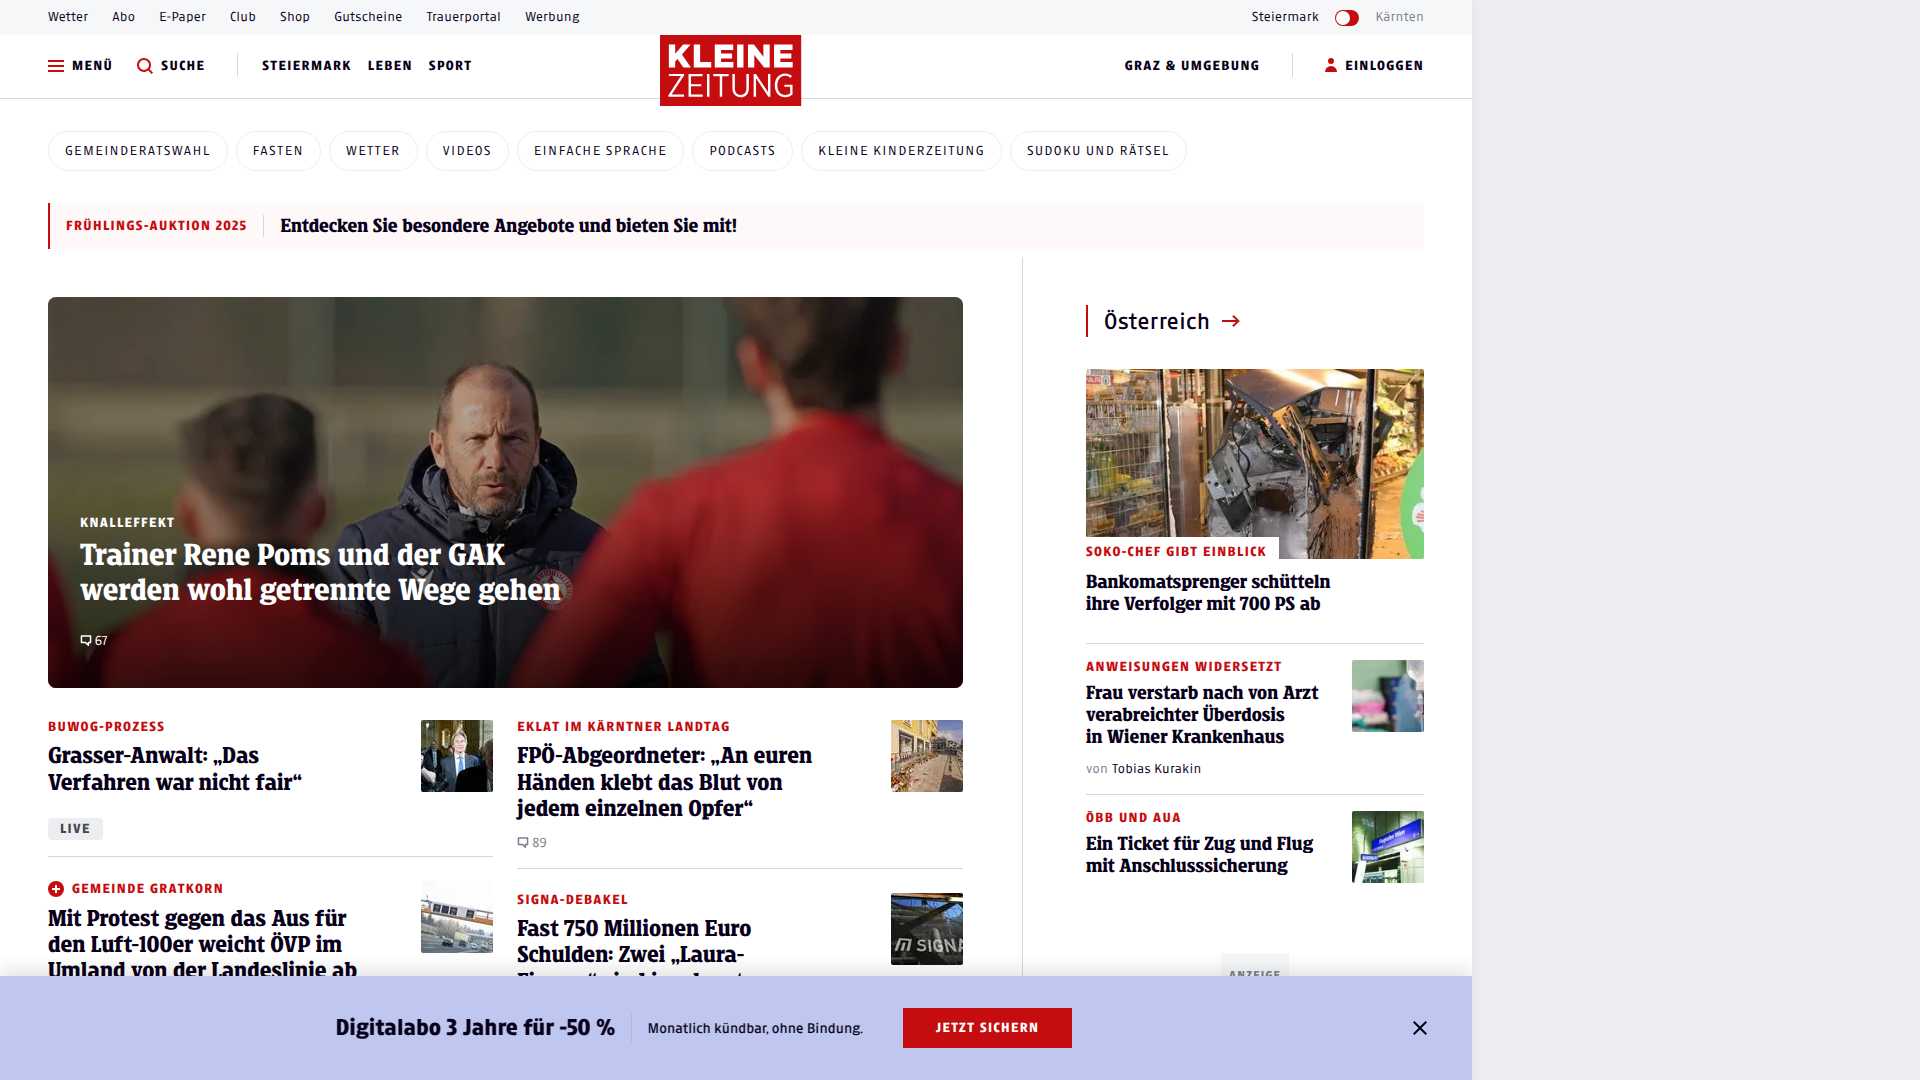 Wetter Abo E-Paper Club Shop Gutscheine Trauerportal Werbung Steiermark Kärnten
MENÜ SUCHE STEIERMARK LEBEN SPORT KLEINE ZEITUNG GRAZ & UMGEBUNG EINLOGGEN
GEMEINDERATSWAHL FASTEN WETTER VIDEOS EINFACHE SPRACHE PODCASTS KLEINE KINDERZEITUNG SUDOKU UND RÄTSEL
FRÜHLINGS-AUKTION 2025 Entdecken Sie besondere Angebote und bieten Sie mit!
KNALLEFFEKT
Trainer Rene Poms und der GAK
werden wohl getrennte Wege gehen
67
BUWOG-PROZESS
Grasser-Anwalt: „Das
Verfahren war nicht fair“
LIVE
GEMEINDE GRATKORN
Mit Protest gegen das Aus für
den Luft-100er weicht ÖVP im
Umland von der Landeslinie ab
EKLAT IM KÄRNTNER LANDTAG
FPÖ-Abgeordneter: „An euren
Händen klebt das Blut von
jedem einzelnen Opfer“
89
SIGNA-DEBAKEL
Fast 750 Millionen Euro
Schulden: Zwei „Laura-
SIGNA
Österreich
SOKO-CHEF GIBT EINBLICK
Bankomatsprenger schütteln
ihre Verfolger mit 700 PS ab
ANWEISUNGEN WIDERSETZT
Frau verstarb nach von Arzt
verabreichter Überdosis
in Wiener Krankenhaus
von Tobias Kurakin
ÖBB UND AUA
Ein Ticket für Zug und Flug
mit Anschlusssicherung
ANZEIGE
Digitalabo 3 Jahre für -50 % Monatlich kündbar, ohne Bindung. JETZT SICHERN